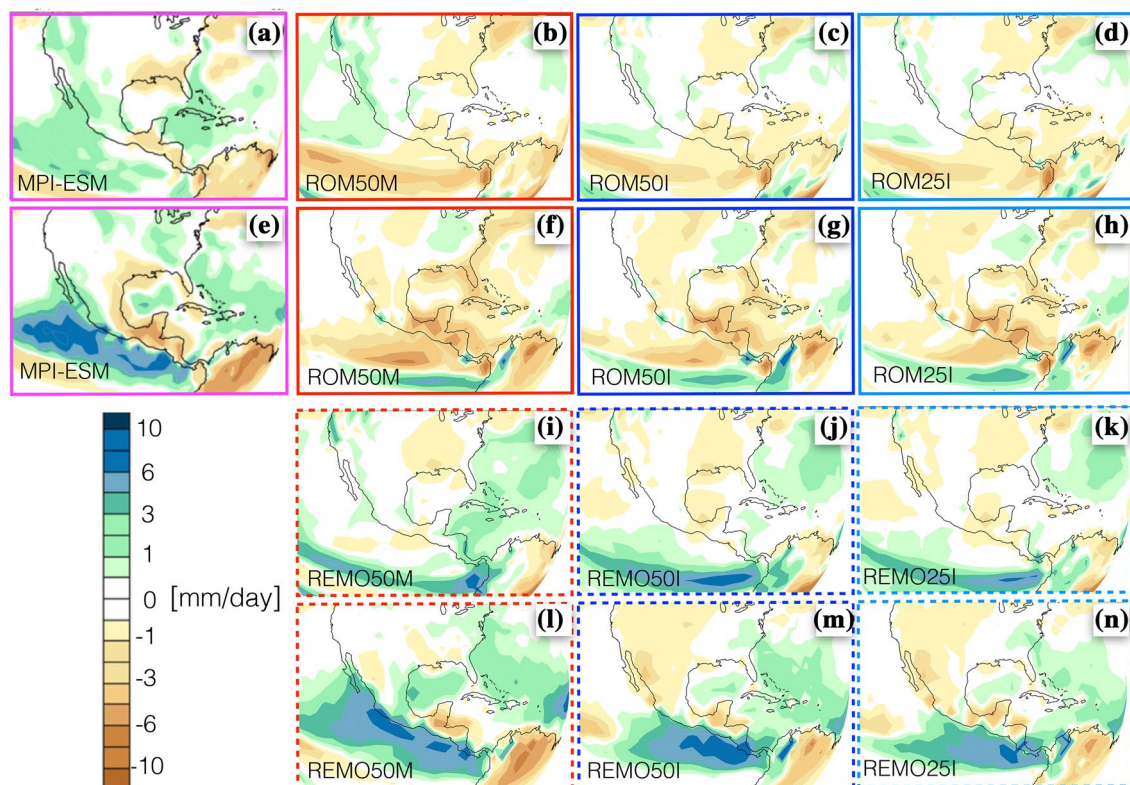 (a) (b) (c) (d)
MPI-ESM ROM50M ROM50I ROM25I
(e) (f) (g) (h)
MPI-ESM ROM50M ROM50I ROM25I
(i) (j) (k)
REMO50M REMO50I REMO25I
(l) (m) (n)
REMO50M REMO50I REMO25I
10
6
3
1
0 [mm/day]
-1
-3
-6
-10